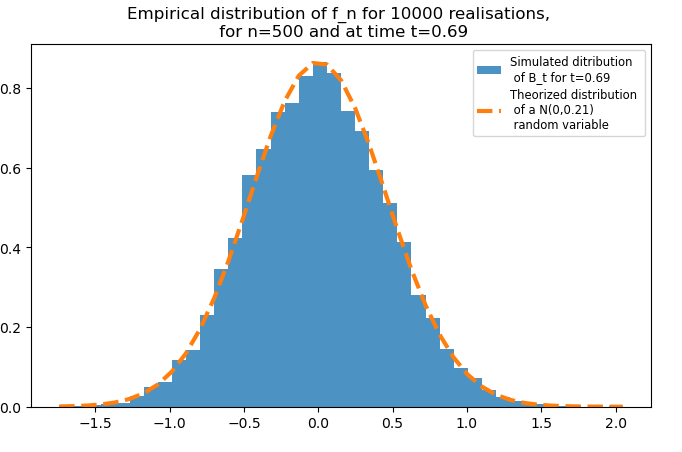 Empirical distribution of f_n for 10000 realisations,
for n=500 and at time t=0.69
Simulated ditribution
of B_t for t=0.69
Theorized distribution
of a N(0,0.21)
random variable
0.8
0.6
0.4
0.2
0.0
−1.5 −1.0 −0.5 0.0 0.5 1.0 1.5 2.0